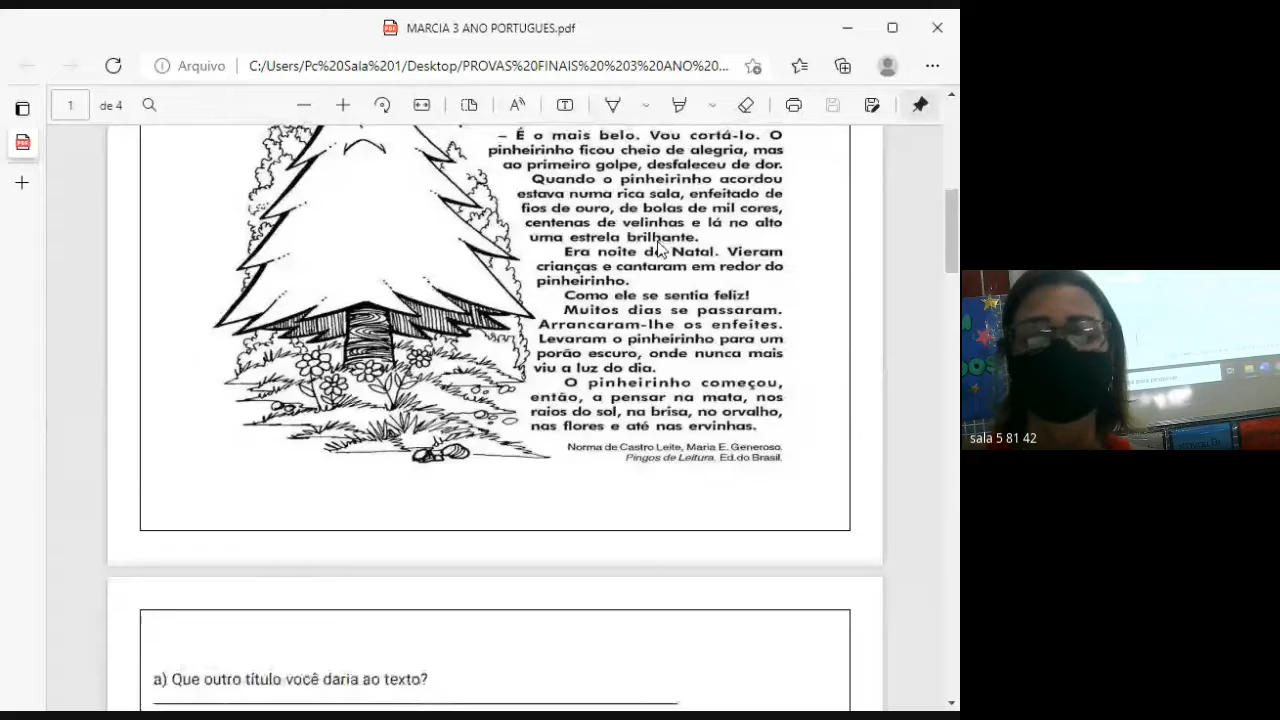 MARCIA 3 ANO PORTUGUES.pdf
Arquivo
C:/Users/Pc%20Sala%201/Desktop/PROVAS%20FINAIS%20%203%20ANO%20...
1 de 4
– É o mais belo. Vou cortá-lo. O
pinheirinho ficou cheio de alegria, mas
ao primeiro golpe, desfaleceu de dor.
Quando o pinheirinho acordou
estava numa rica sala, enfeitado de
fios de ouro, de bolas de mil cores,
centenas de velinhas e lá no alto
uma estrela brilhante.
Era noite de Natal. Vieram
crianças e cantaram em redor do
pinheirinho.
Como ele se sentia feliz!
Muitos dias se passaram.
Arrancaram-lhe os enfeites.
Levaram o pinheirinho para um
porão escuro, onde nunca mais
viu a luz do dia.
O pinheirinho começou,
então, a pensar na mata, nos
raios do sol, na brisa, no orvalho,
nas flores e até nas ervinhas.
Norma de Castro Leite, Maria E. Generoso.
Pingos de Leitura. Ed.do Brasil.
a) Que outro título você daria ao texto?
sala 5 81 42